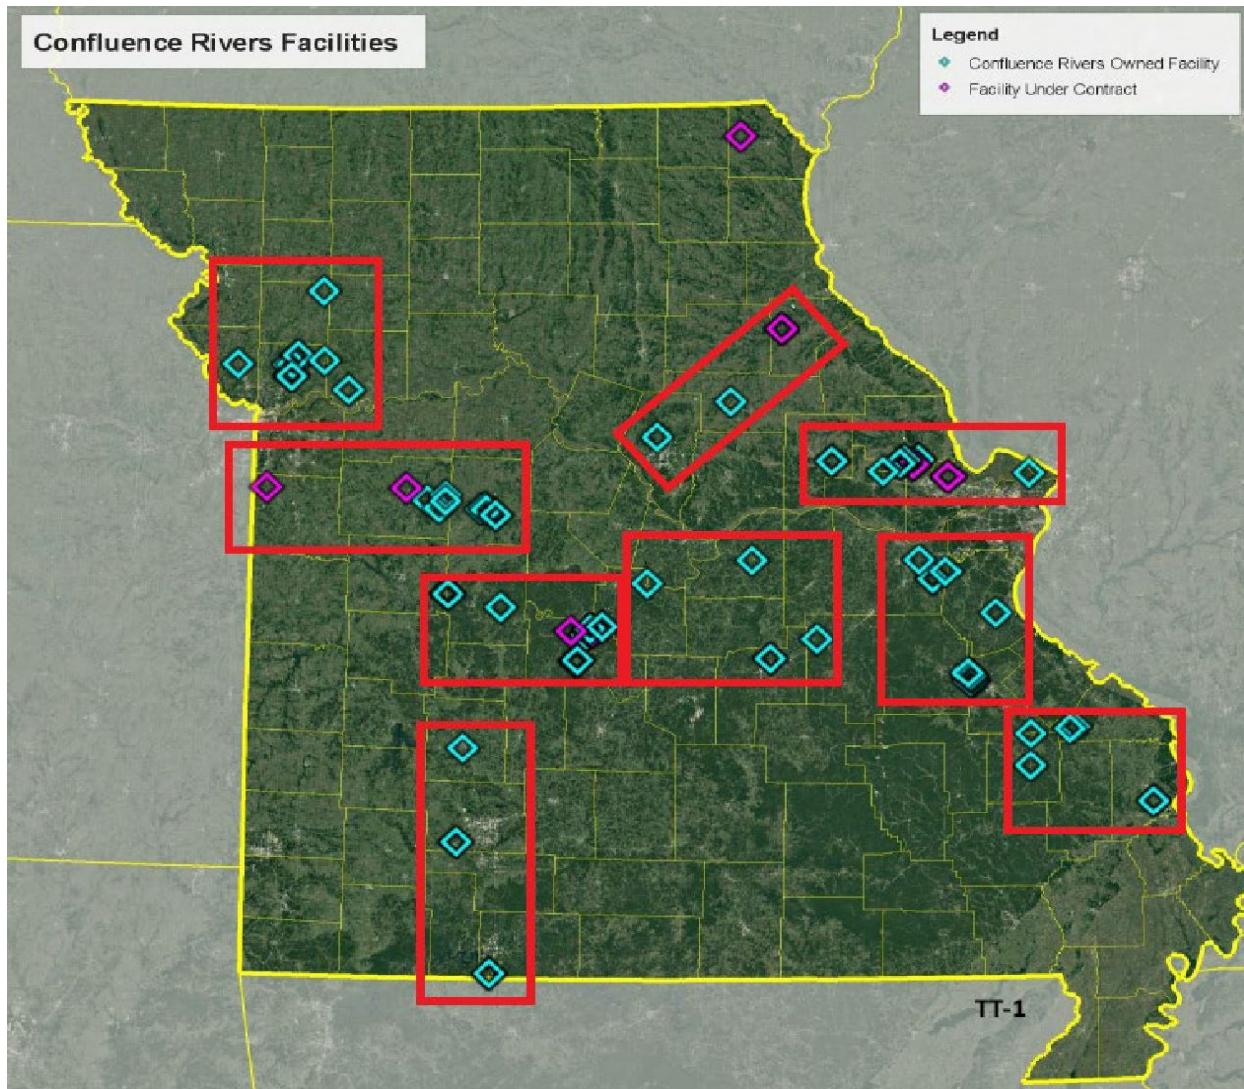 Confluence Rivers Facilities
Legend
Confluence Rivers Owned Facility
Facility Under Contract
TT-1